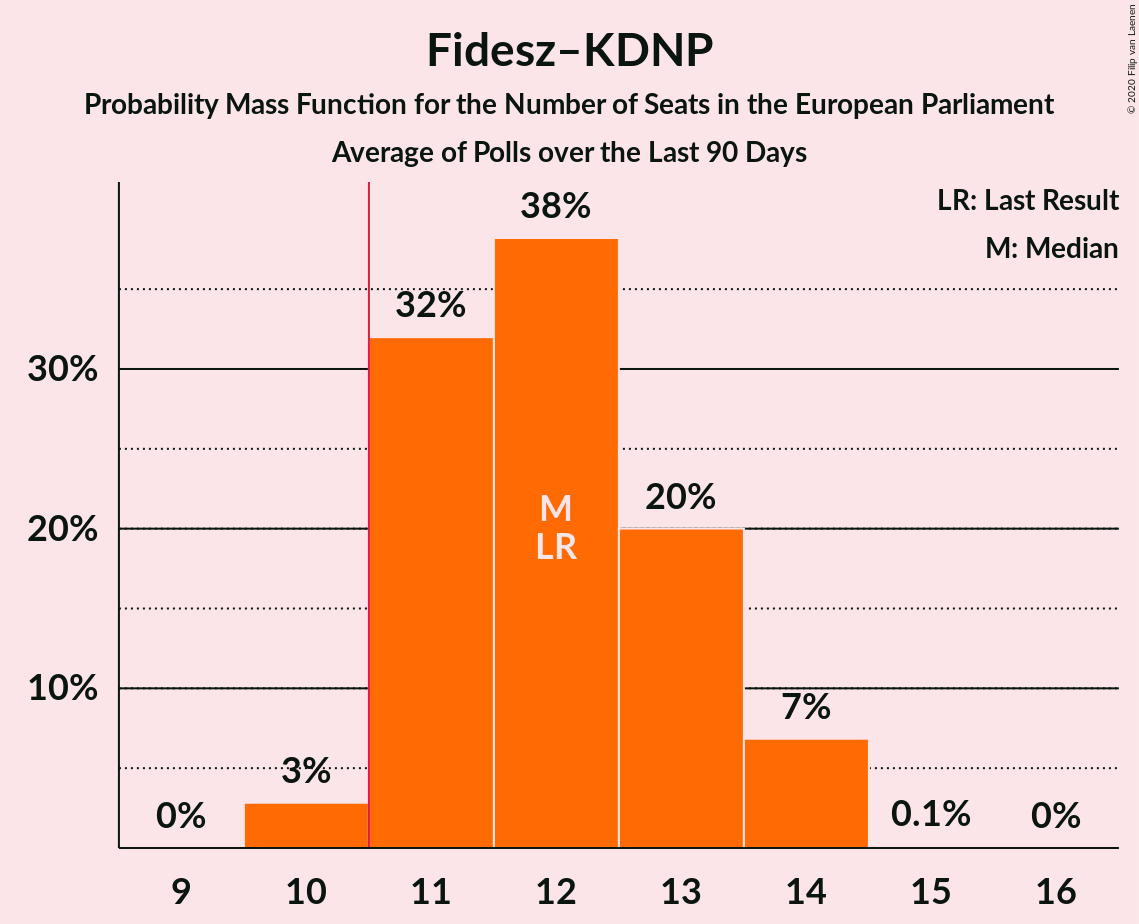 Fidesz–KDNP
Probability Mass Function for the Number of Seats in the European Parliament
Average of Polls over the Last 90 Days
© 2020 Filip van Laenen
LR: Last Result
M: Median
38%
32%
30%
20%
M
LR
20%
10%
7%
3%
0%
0.1%
0%
9 10 11 12 13 14 15 16